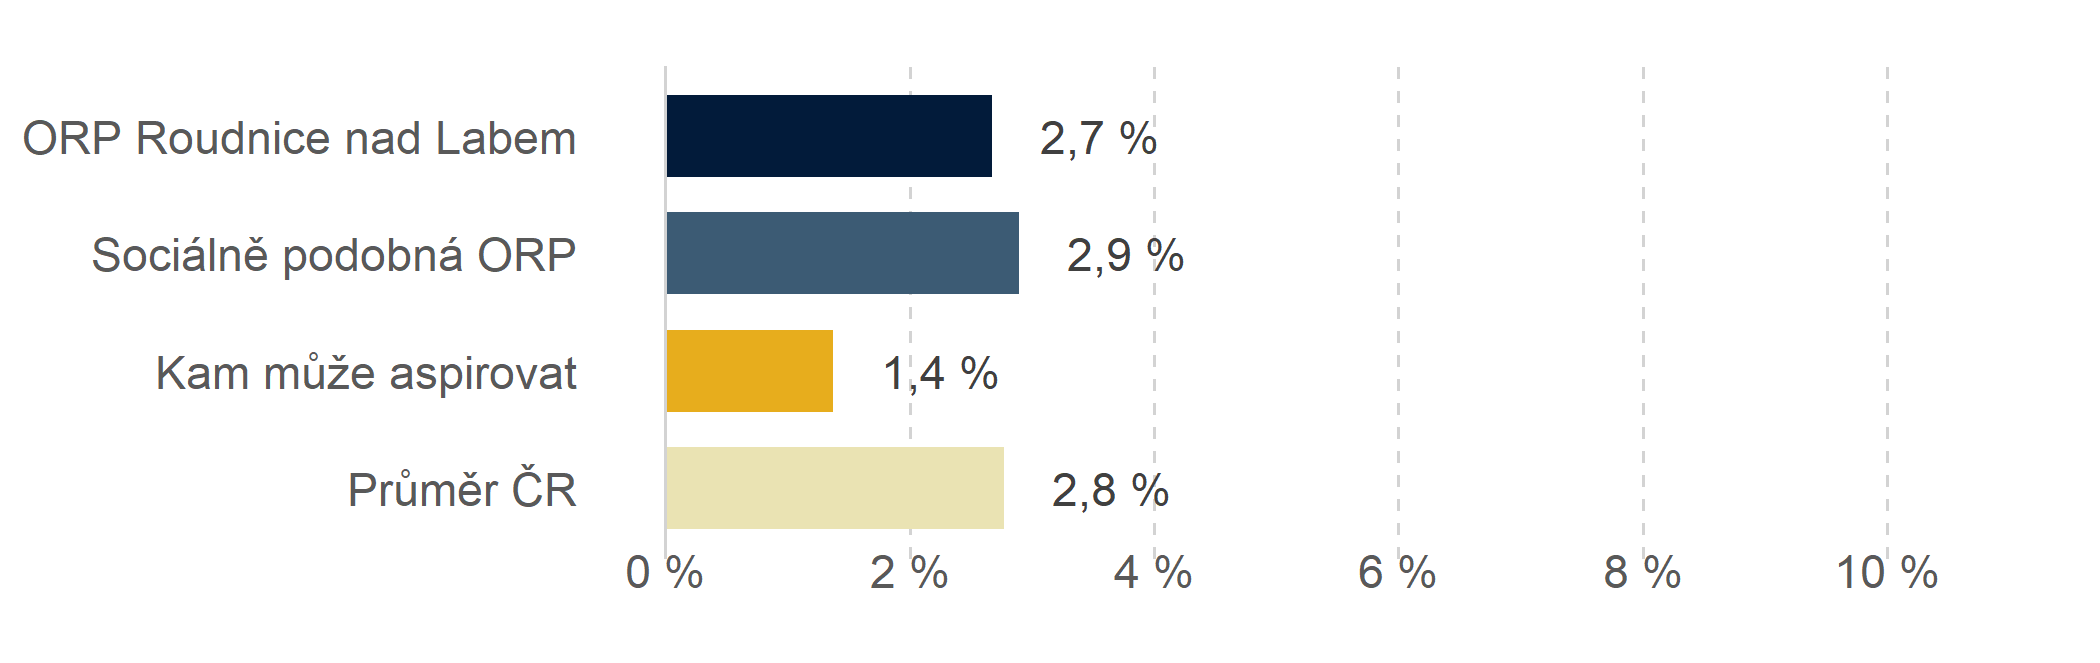 ORP Roudnice nad Labem 2,7 %
Sociálně podobná ORP 2,9 %
Kam může aspirovat 1,4 %
Průměr ČR 2,8 %
0 % 2 % 4 % 6 % 8 % 10 %